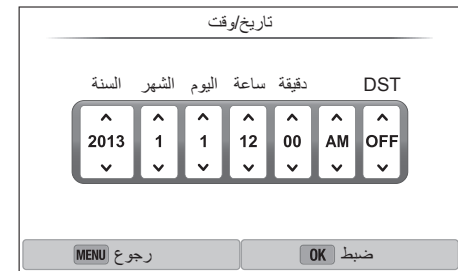 تاريخ/وقت
السنة الشهر اليوم ساعة دقيقة DST
2013 1 1 12 00 AM OFF
رجوع MENU ضبط OK